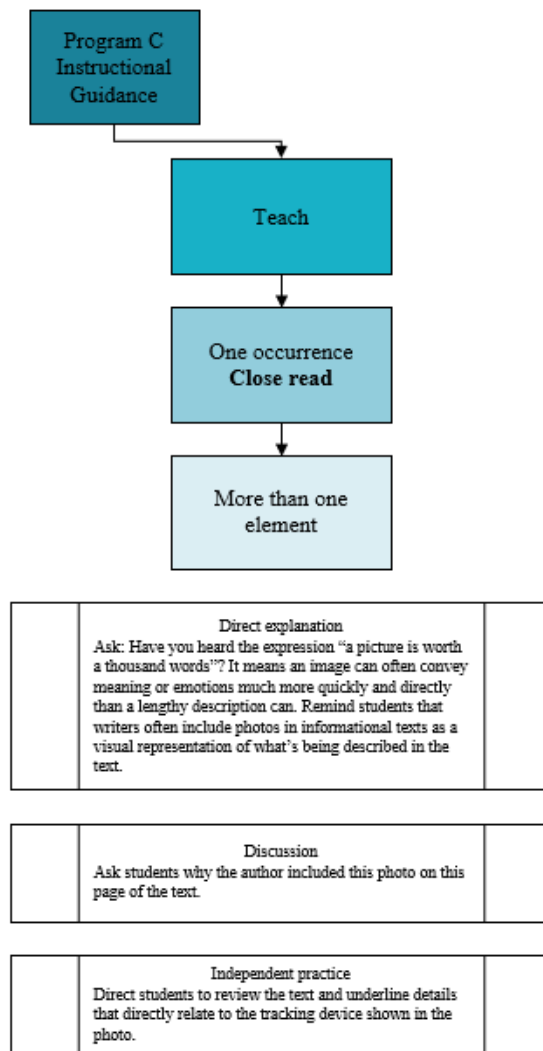 Program C
Instructional
Guidance
Teach
One occurrence
Close read
More than one
element
Direct explanation
Ask: Have you heard the expression “a picture is worth
a thousand words”? It means an image can often convey
meaning or emotions much more quickly and directly
than a lengthy description can. Remind students that
writers often include photos in informational texts as a
visual representation of what’s being described in the
text.
Discussion
Ask students why the author included this photo on this
page of the text.
Independent practice
Direct students to review the text and underline details
that directly relate to the tracking device shown in the
photo.